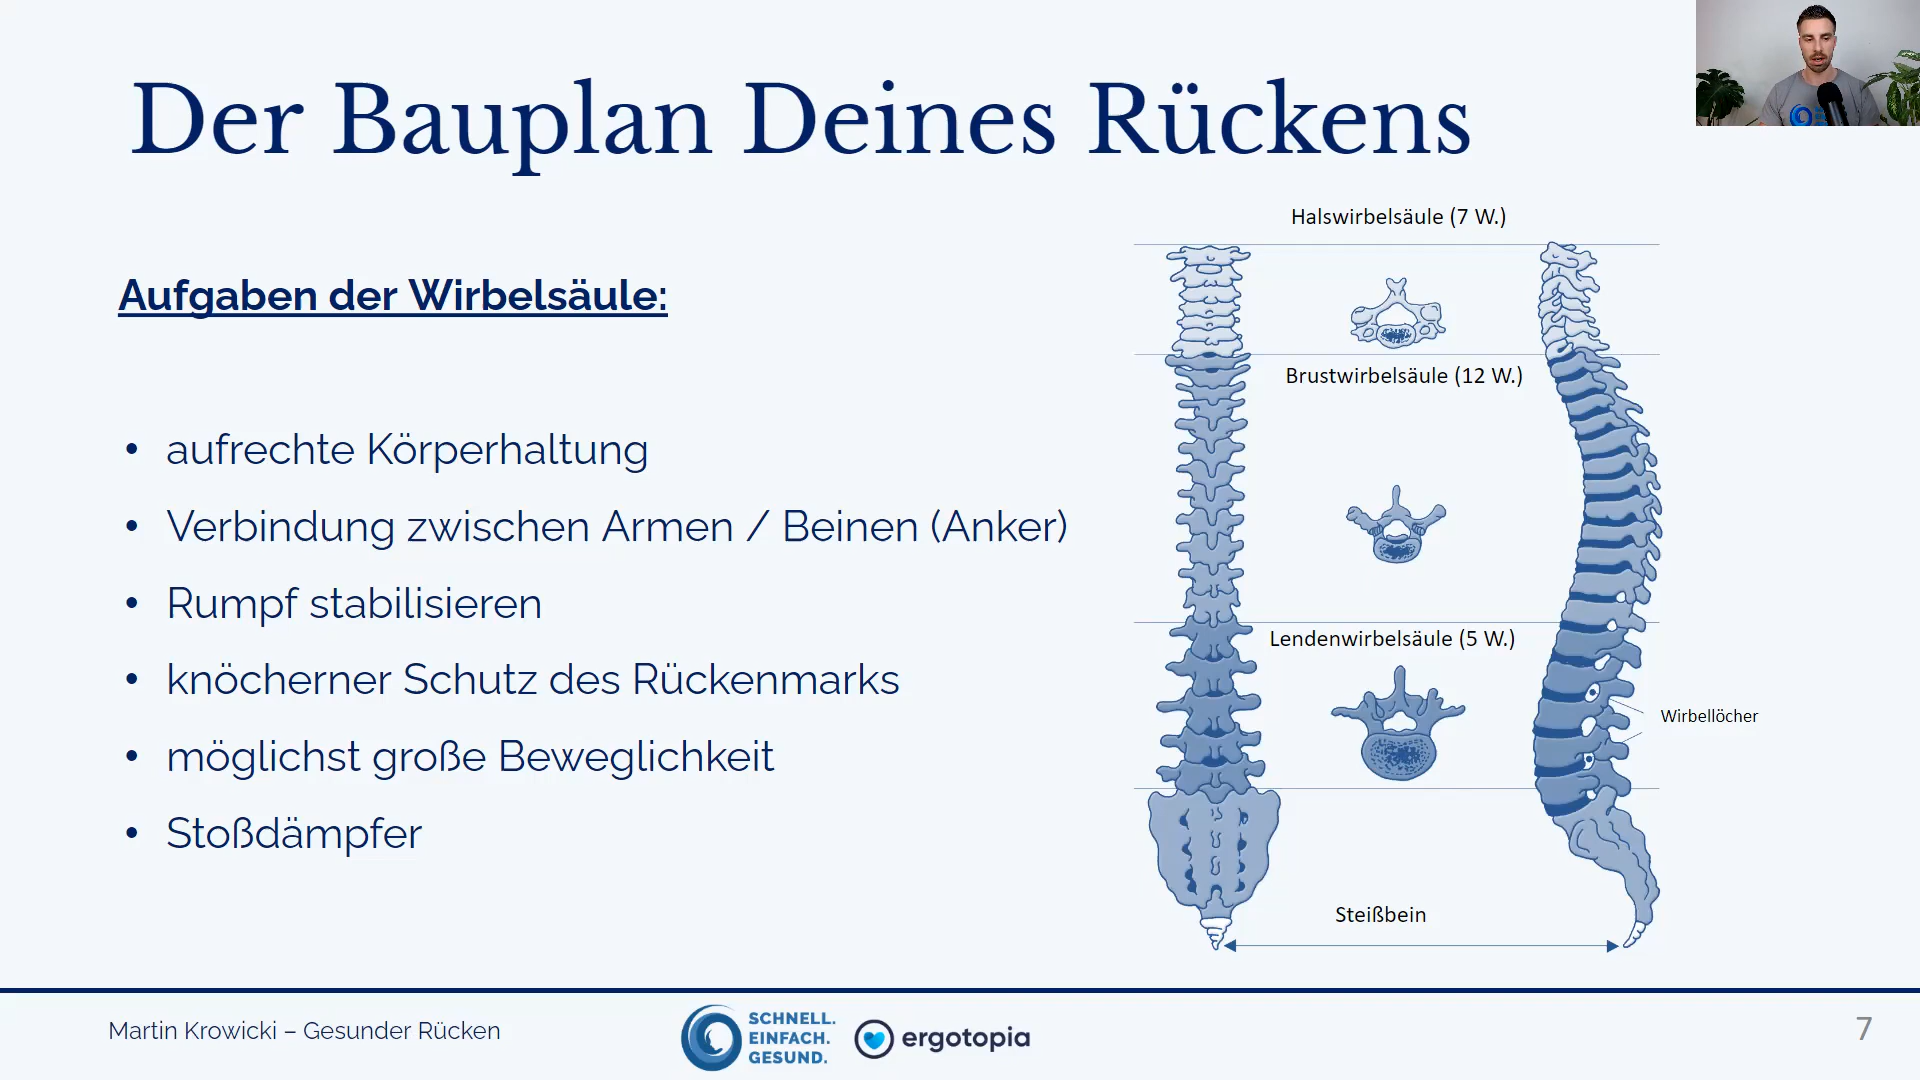 Der Bauplan Deines Rückens
Aufgaben der Wirbelsäule:
• aufrechte Körperhaltung
• Verbindung zwischen Armen / Beinen (Anker)
• Rumpf stabilisieren
• knöcherner Schutz des Rückenmarks
• möglichst große Beweglichkeit
• Stoßdämpfer
Halswirbelsäule (7 W.)
Brustwirbelsäule (12 W.)
Lendenwirbelsäule (5 W.)
Wirbellöcher
Steißbein
Martin Krowicki – Gesunder Rücken
SCHNELL.
EINFACH.
GESUND.
ergotopia
7